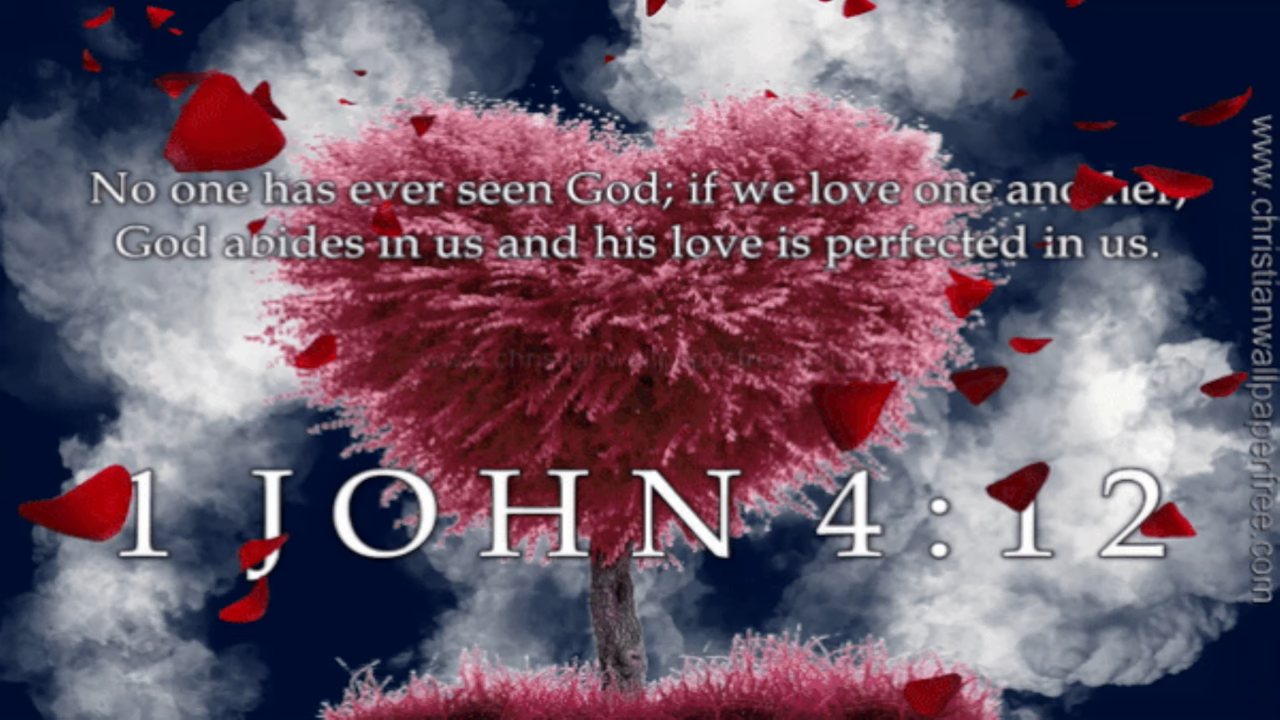 No one has ever seen God; if we love one another,
God abides in us and his love is perfected in us.
1 JOHN 4:12
www.christianwallpaperfree.com